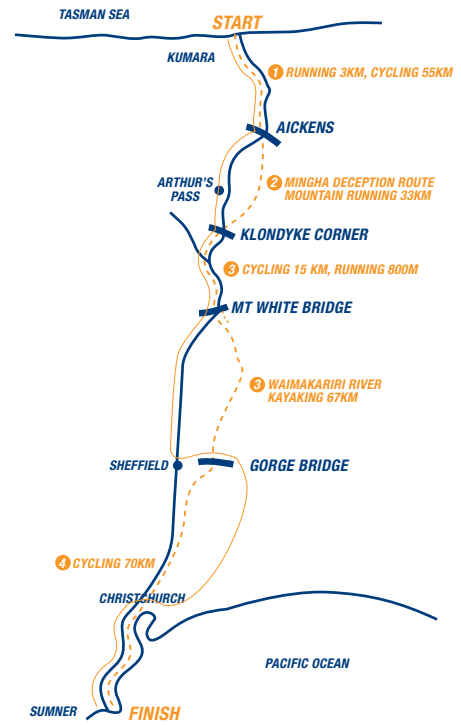 TASMAN SEA
START
KUMARA
1 RUNNING 3KM, CYCLING 55KM
AICKENS
ARTHUR'S
PASS
2 MINGHA DECEPTION ROUTE
MOUNTAIN RUNNING 33KM
KLONDYKE CORNER
3 CYCLING 15 KM, RUNNING 800M
MT WHITE BRIDGE
3 WAIMAKARIRI RIVER
KAYAKING 67KM
SHEFFIELD
GORGE BRIDGE
4 CYCLING 70KM
CHRISTCHURCH
PACIFIC OCEAN
SUMNER
FINISH